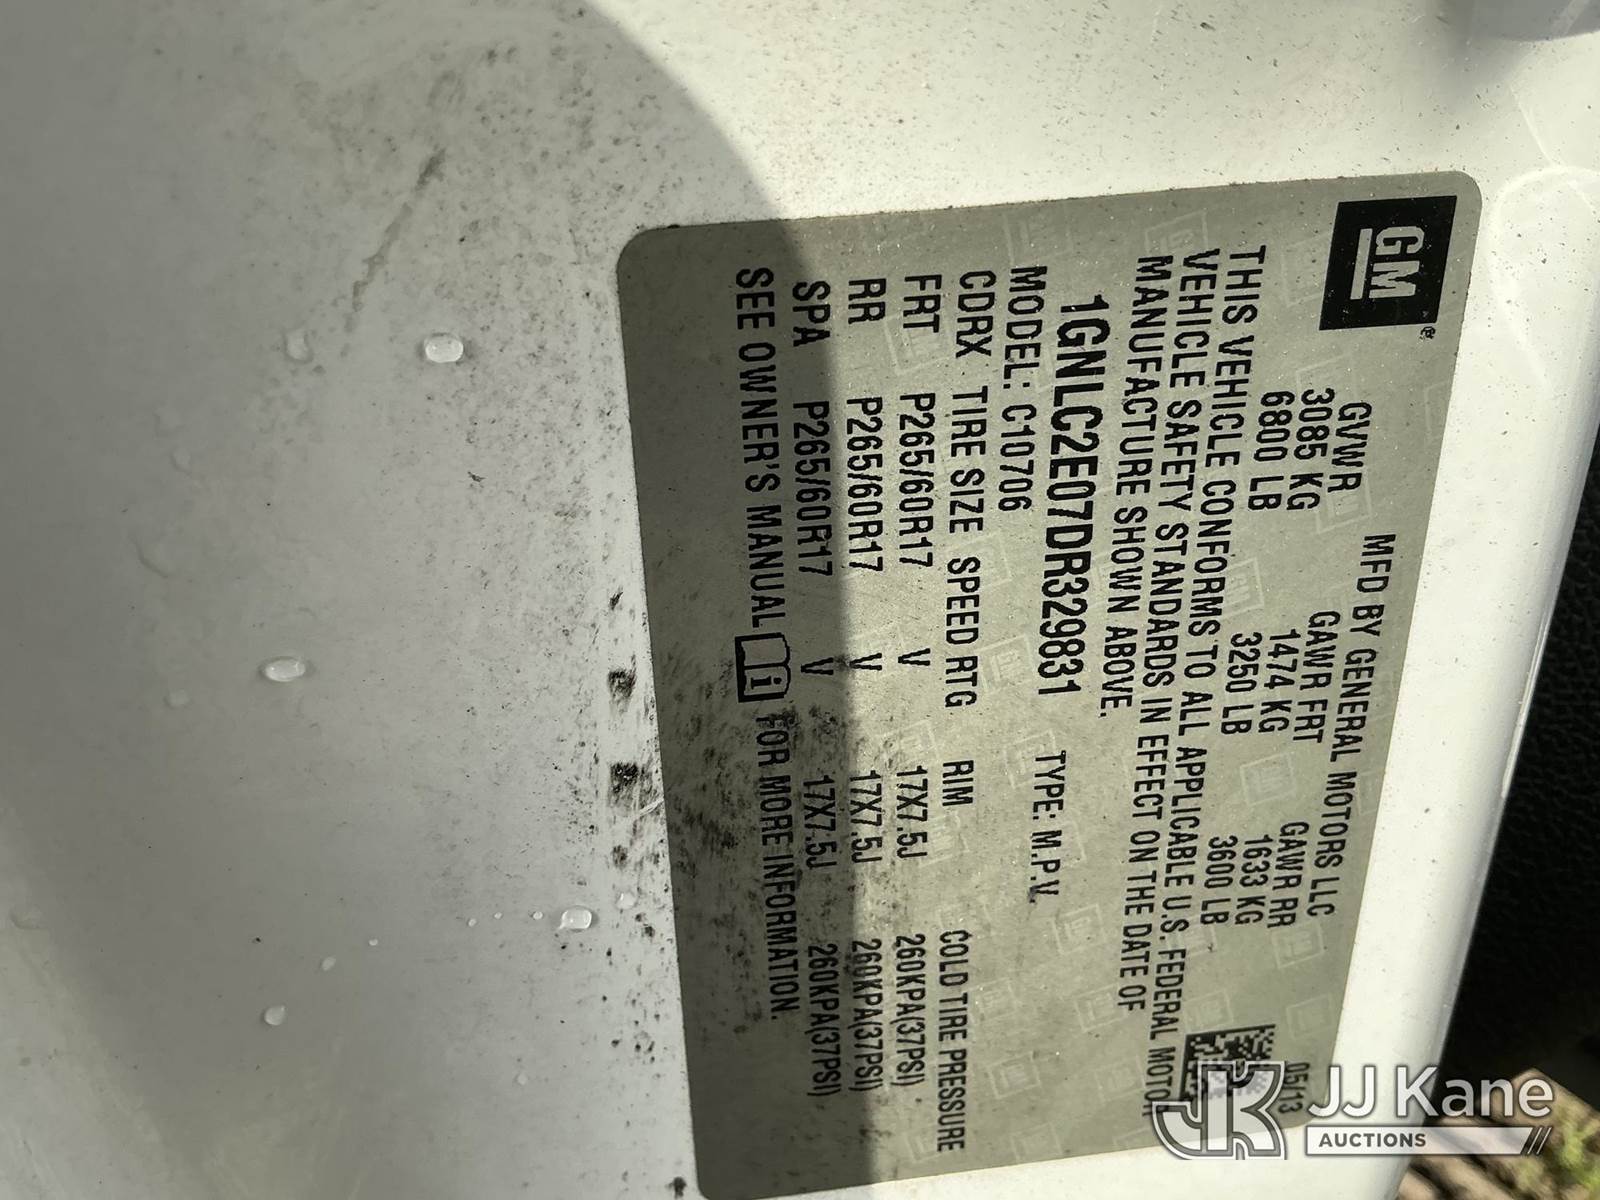 GM
MFD BY GENERAL MOTORS LLC 05/13
GVWR GAWR FRT GAWR RR
3085 KG 1474 KG 1633 KG
6800 LB 3250 LB 3600 LB
THIS VEHICLE CONFORMS TO ALL APPLICABLE U.S. FEDERAL MOTOR
VEHICLE SAFETY STANDARDS IN EFFECT ON THE DATE OF
MANUFACTURE SHOWN ABOVE.
1GNLC2E07DR329831 TYPE: M.P.V.
MODEL: C10706
CDRX TIRE SIZE SPEED RTG RIM COLD TIRE PRESSURE
FRT P265/60R17 V 17X7.5J 260KPA(37PSI)
RR P265/60R17 V 17X7.5J 260KPA(37PSI)
SPA P265/60R17 V 17X7.5J 260KPA(37PSI)
SEE OWNER'S MANUAL i FOR MORE INFORMATION.
JK JJ Kane
AUCTIONS